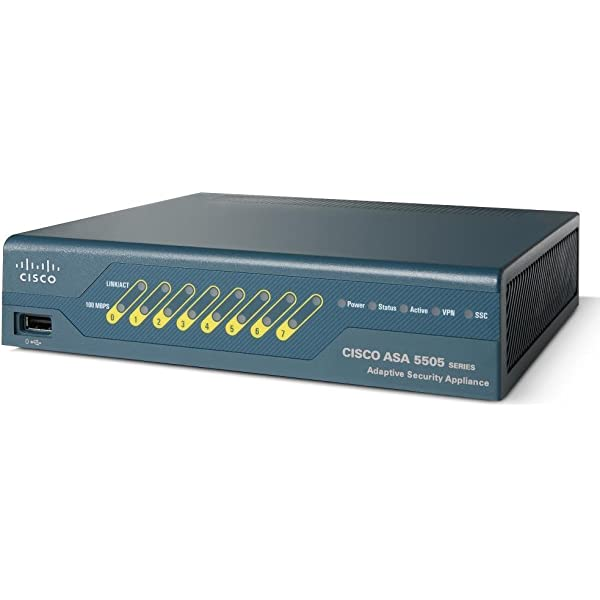 CISCO
LINK/ACT
100 MBPS
0 1 2 3 4 5 6 7
Power Status Active VPN SSC
CISCO ASA 5505 SERIES
Adaptive Security Appliance